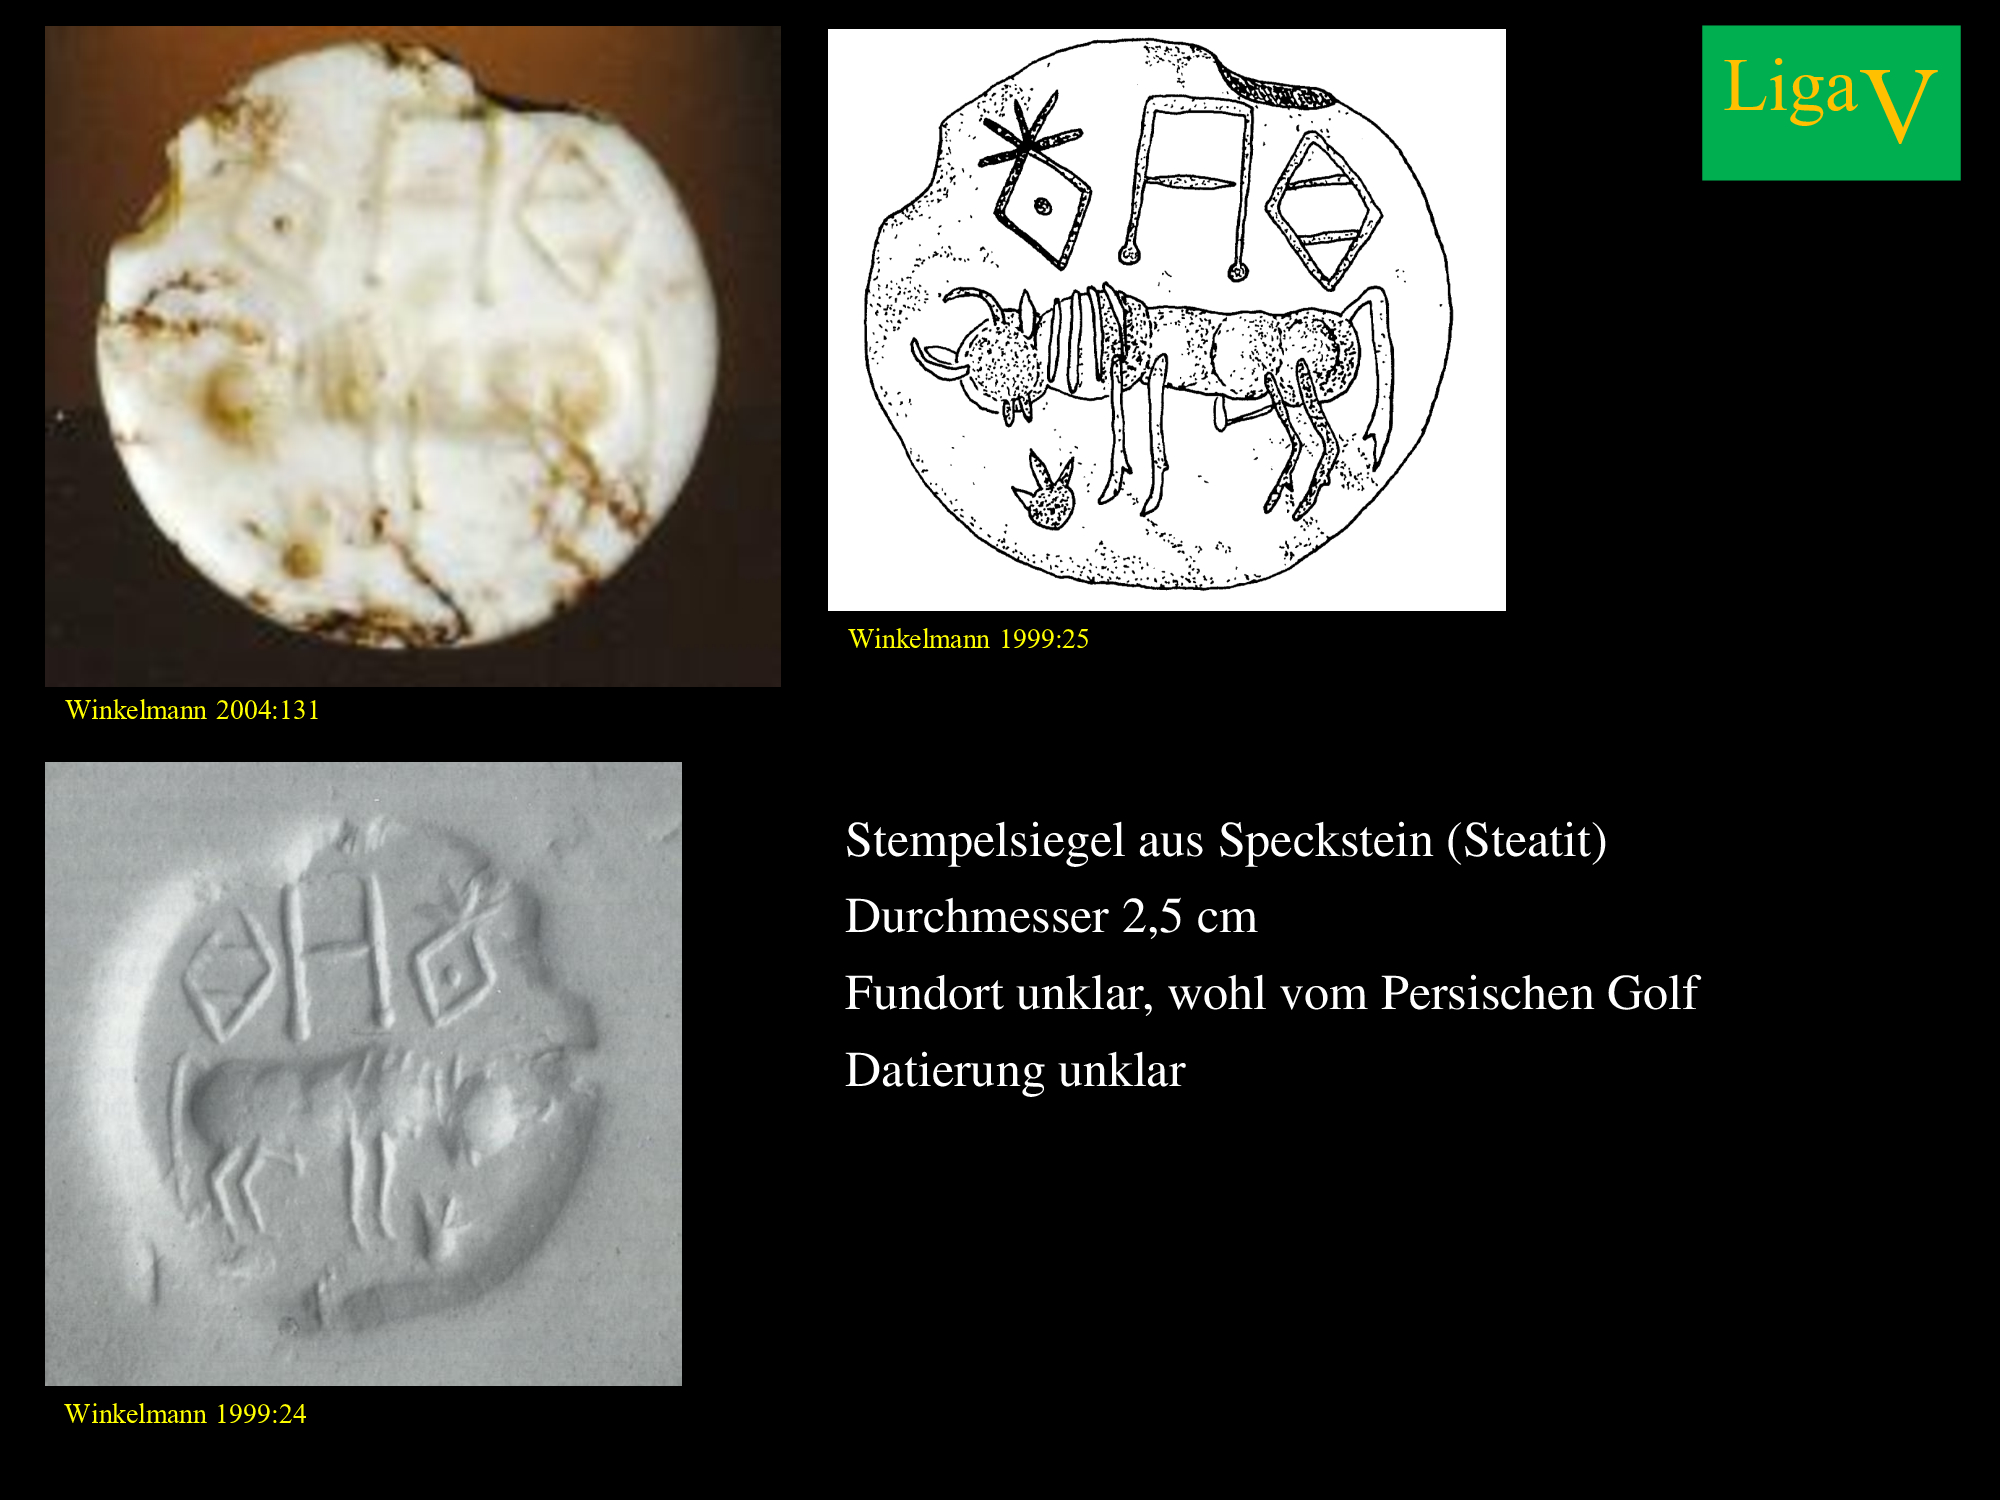 Liga V
Winkelmann 1999:25
Winkelmann 2004:131
Stempelsiegel aus Speckstein (Steatit)
Durchmesser 2,5 cm
Fundort unklar, wohl vom Persischen Golf
Datierung unklar
Winkelmann 1999:24